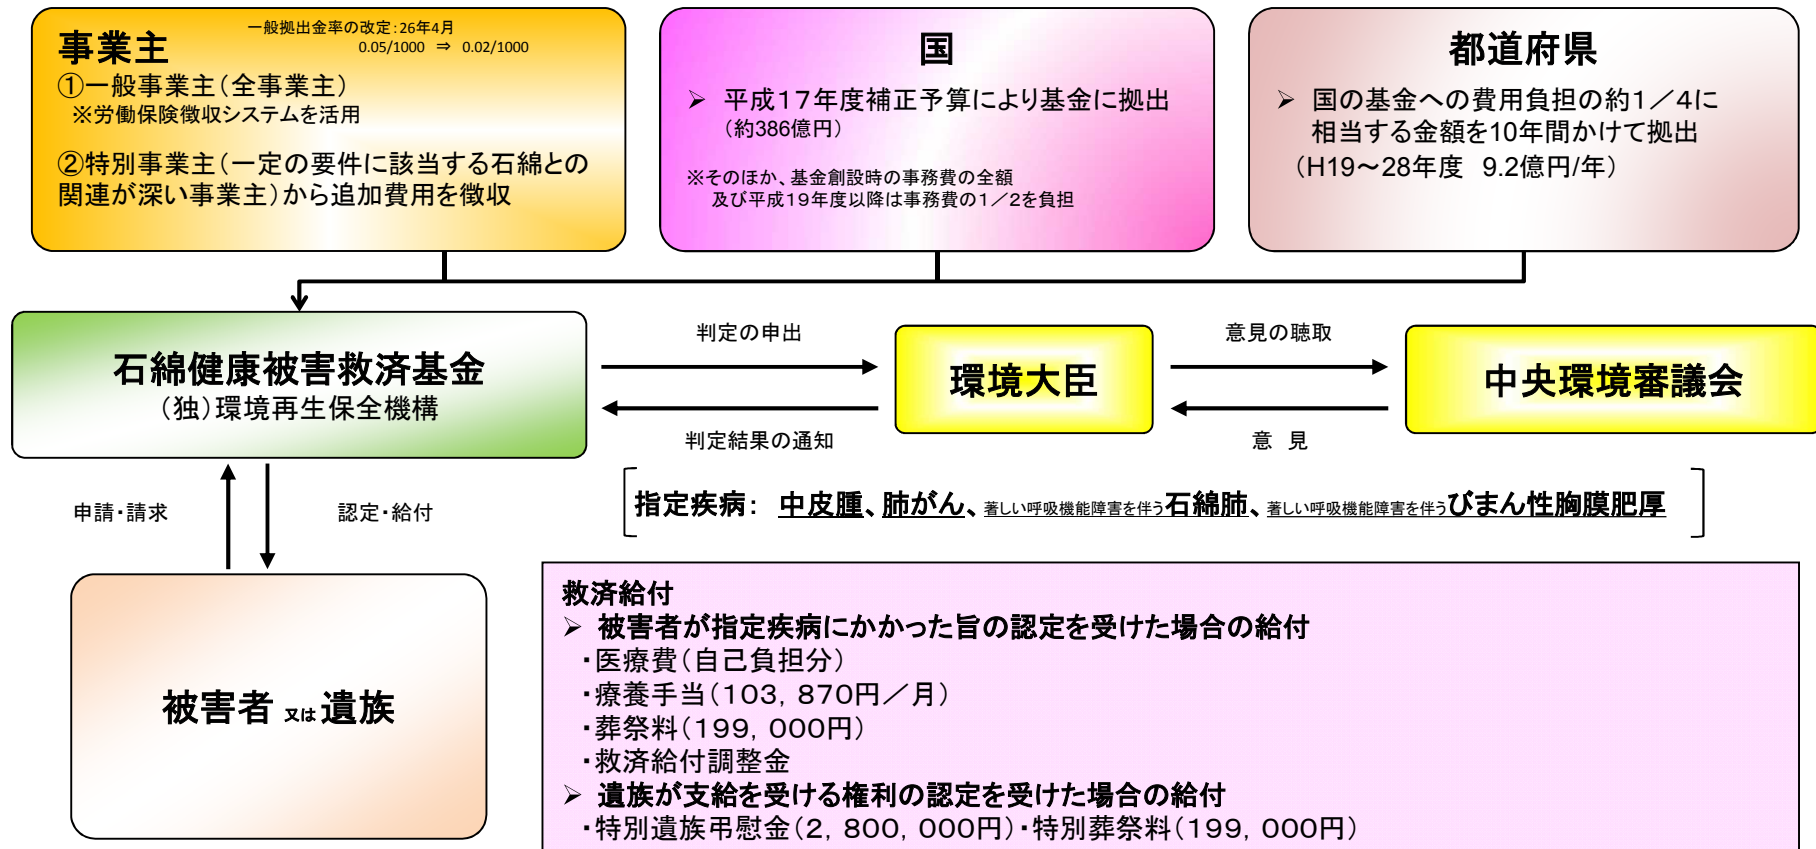 事業主
一般拠出金率の改定：26年4月
0.05/1000 ⇒ 0.02/1000
①一般事業主（全事業主）
※労働保険徴収システムを活用
②特別事業主（一定の要件に該当する石綿との
関連が深い事業主）から追加費用を徴収
国
➢ 平成１７年度補正予算により基金に拠出
（約386億円）
※そのほか、基金創設時の事務費の全額
及び平成１９年度以降は事務費の１／２を負担
都道府県
➢ 国の基金への費用負担の約１／４に
相当する金額を10年間かけて拠出
（H19～28年度　9.2億円/年）
石綿健康被害救済基金
（独）環境再生保全機構
判定の申出
判定結果の通知
環境大臣
意見の聴取
意　見
中央環境審議会
申請・請求
認定・給付
指定疾病：　中皮腫、肺がん、著しい呼吸機能障害を伴う石綿肺、著しい呼吸機能障害を伴うびまん性胸膜肥厚
被害者 又は 遺族
救済給付
➢ 被害者が指定疾病にかかった旨の認定を受けた場合の給付
・医療費（自己負担分）
・療養手当（１０３，８７０円／月）
・葬祭料（１９９，０００円）
・救済給付調整金
➢ 遺族が支給を受ける権利の認定を受けた場合の給付
・特別遺族弔慰金（２，８００，０００円）・特別葬祭料（１９９，０００円）